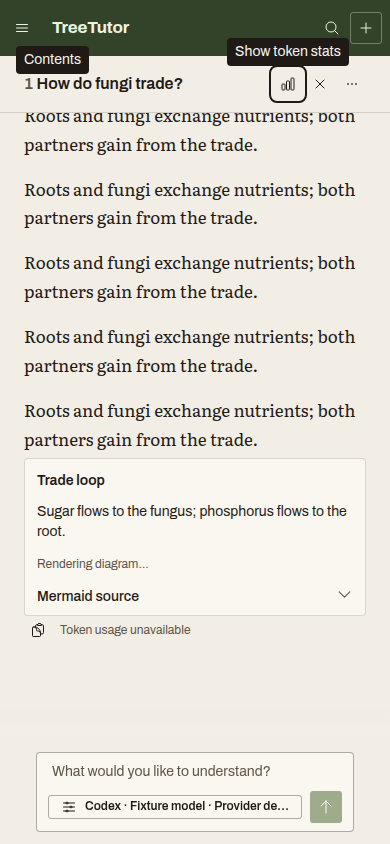 TreeTutor
Show token stats
Contents
1 How do fungi trade?
Roots and fungi exchange nutrients; both
partners gain from the trade.
Roots and fungi exchange nutrients; both
partners gain from the trade.
Roots and fungi exchange nutrients; both
partners gain from the trade.
Roots and fungi exchange nutrients; both
partners gain from the trade.
Roots and fungi exchange nutrients; both
partners gain from the trade.
Trade loop
Sugar flows to the fungus; phosphorus flows to the
root.
Rendering diagram...
Mermaid source
Token usage unavailable
What would you like to understand?
Codex · Fixture model · Provider de...